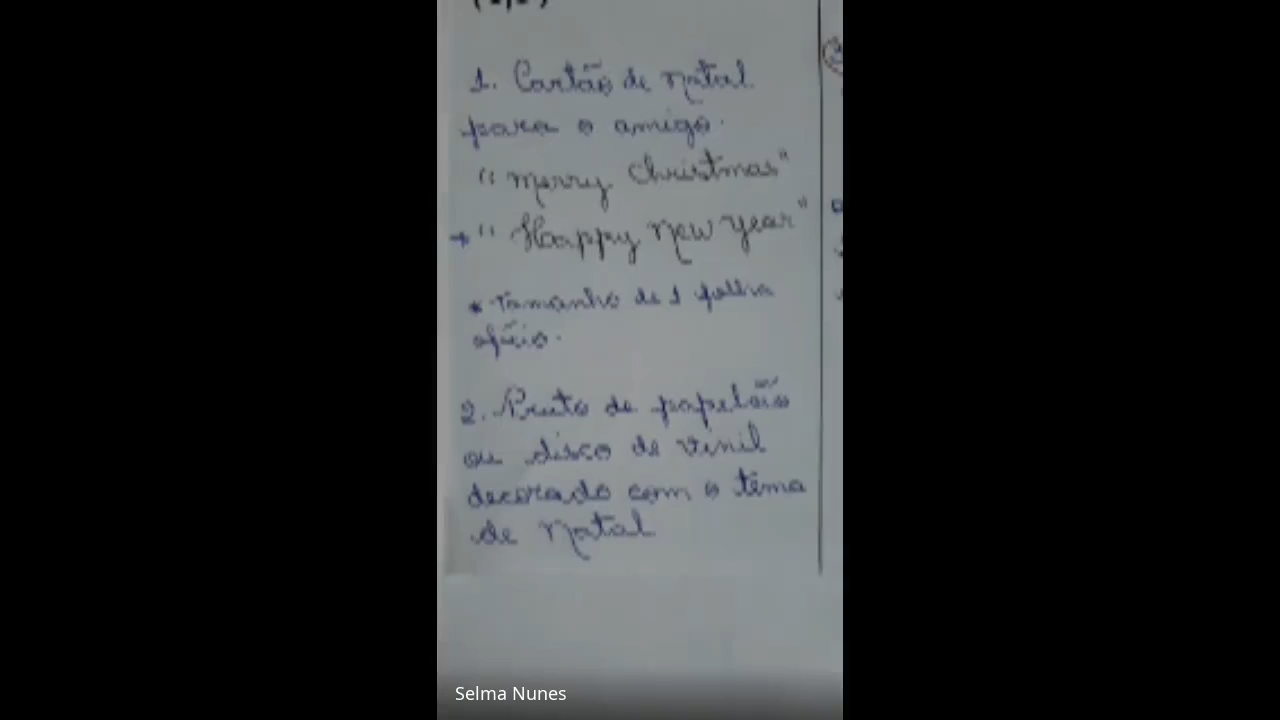 1. Cartão de natal
para o amigo.
"Merry Christmas"
→ "Happy New Year"
* Tamanho de 1 folha
ofício.
2. Prato de papelão
ou disco de vinil
decorado com o tema
de Natal
Selma Nunes